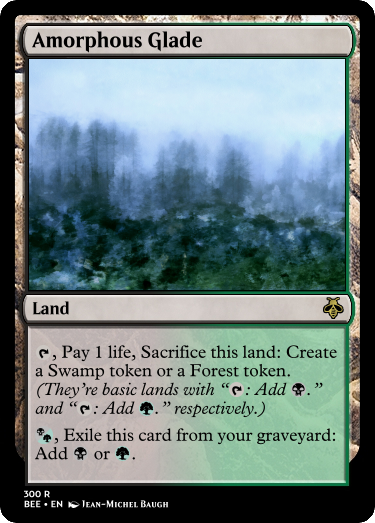 Amorphous Glade
Land
, Pay 1 life, Sacrifice this land: Create
a Swamp token or a Forest token.
(They're basic lands with “: Add .”
and “: Add .” respectively.)
, Exile this card from your graveyard:
Add or .
300 R
BEE • EN Jean-Michel Baugh